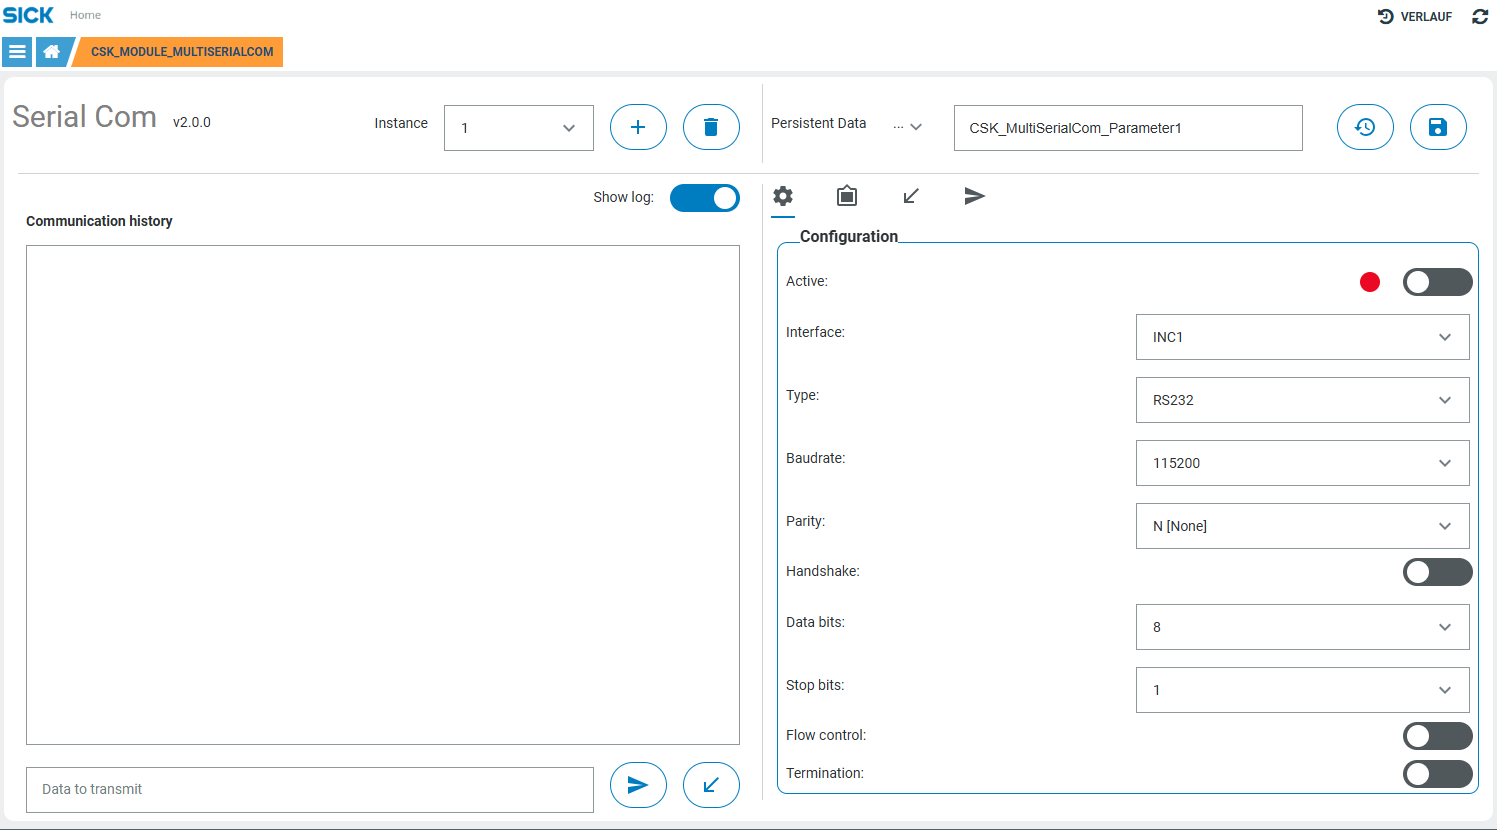 SICK
Home
VERLAUF
CSK_MODULE_MULTISERIALCOM
Serial Com v2.0.0
Instance
1
Persistent Data
...
CSK_MultiSerialCom_Parameter1
Show log:
Communication history
Data to transmit
Configuration
Active:
Interface:
INC1
Type:
RS232
Baudrate:
115200
Parity:
N [None]
Handshake:
Data bits:
8
Stop bits:
1
Flow control:
Termination: